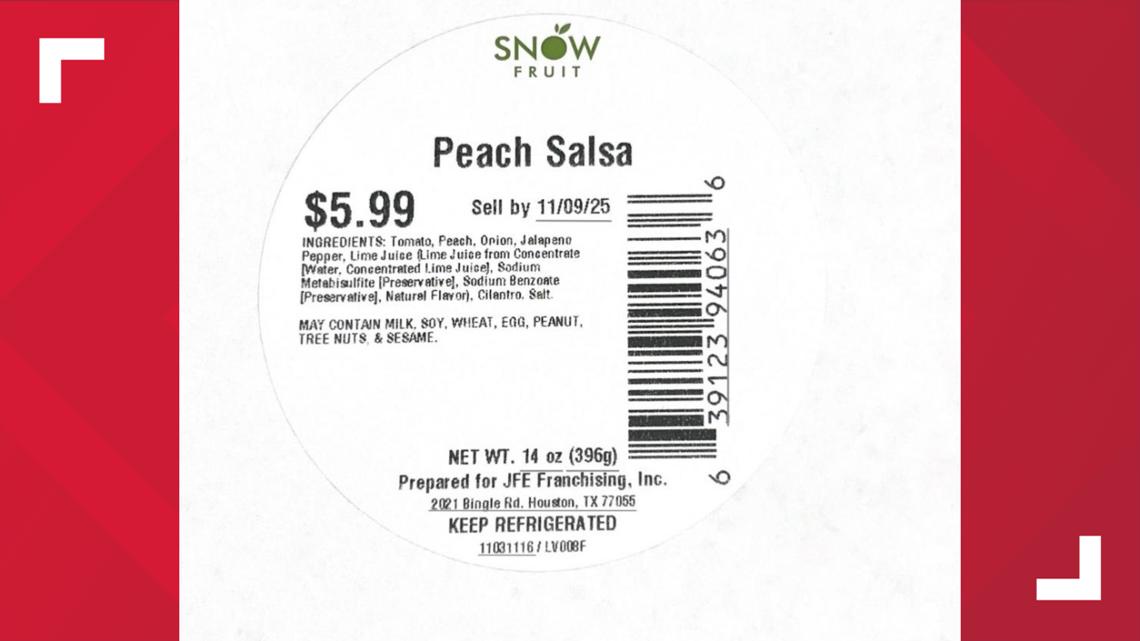 SNOW
FRUIT
Peach Salsa
$5.99
Sell by 11/09/25
INGREDIENTS: Tomato, Peach, Onion, Jalapeno
Pepper, Lime Juice (Lime Juice from Concentrate
[Water, Concentrated Lime Juice], Sodium
Metabisulfite [Preservative], Sodium Benzoate
[Preservative], Natural Flavor), Cilantro, Salt.
MAY CONTAIN MILK, SOY, WHEAT, EGG, PEANUT,
TREE NUTS, & SESAME.
6 39123 94063 6
NET WT. 14 oz (396g)
Prepared for JFE Franchising, Inc.
2021 Bingle Rd. Houston, TX 77055
KEEP REFRIGERATED
11031116 / LV008F